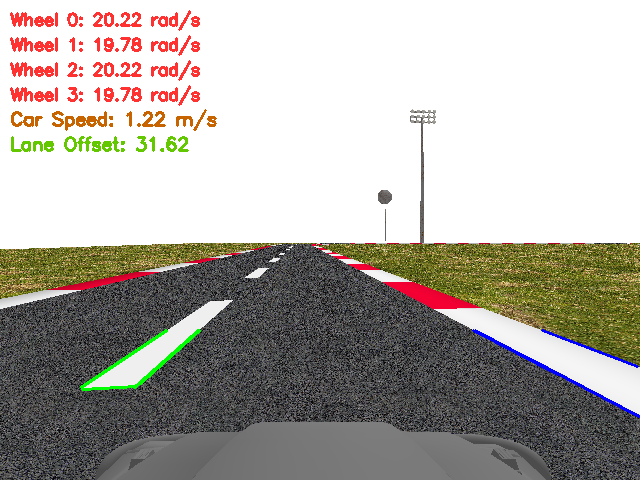 Wheel 0: 20.22 rad/s
Wheel 1: 19.78 rad/s
Wheel 2: 20.22 rad/s
Wheel 3: 19.78 rad/s
Car Speed: 1.22 m/s
Lane Offset: 31.62